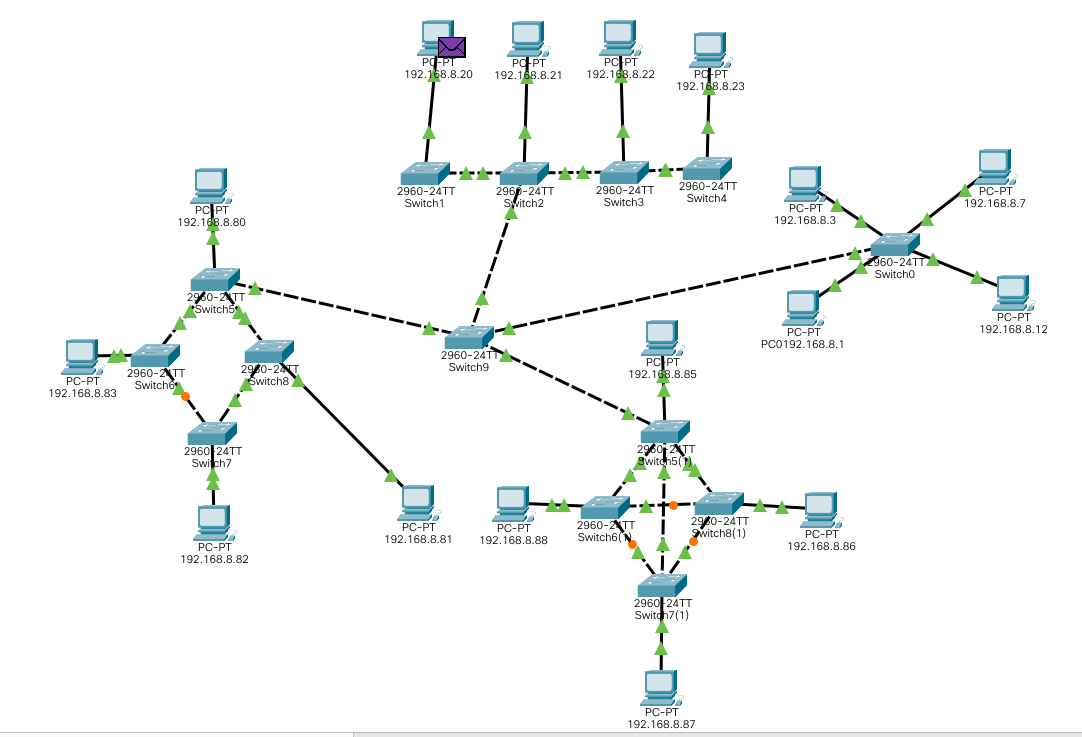 PC-PT
192.168.8.20
PC-PT
192.168.8.21
PC-PT
192.168.8.22
PC-PT
192.168.8.23
2960-24TT
Switch1
2960-24TT
Switch2
2960-24TT
Switch3
2960-24TT
Switch4
PC-PT
192.168.8.3
PC-PT
192.168.8.7
PC-PT
192.168.8.80
2960-24TT
Switch0
2960-24TT
Switch5
PC-PT
PC0192.168.8.1
PC-PT
192.168.8.12
2960-24TT
Switch9
PC-PT
192.168.8.85
PC-PT
192.168.8.83
2960-24TT
Switch6
2960-24TT
Switch8
2960-24TT
Switch7
2960-24TT
Switch5(1)
PC-PT
192.168.8.82
PC-PT
192.168.8.81
PC-PT
192.168.8.88
2960-24TT
Switch6(1)
2960-24TT
Switch8(1)
PC-PT
192.168.8.86
2960-24TT
Switch7(1)
PC-PT
192.168.8.87